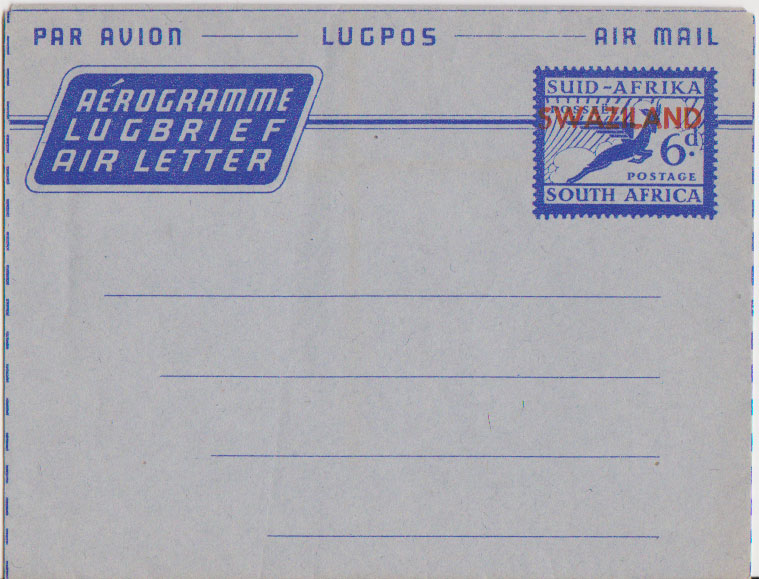 PAR AVION LUGPOS AIR MAIL
AÉROGRAMME
LUGBRIEF
AIR LETTER
SUID-AFRIKA
SWAZILAND
6d.
POSTAGE
SOUTH AFRICA